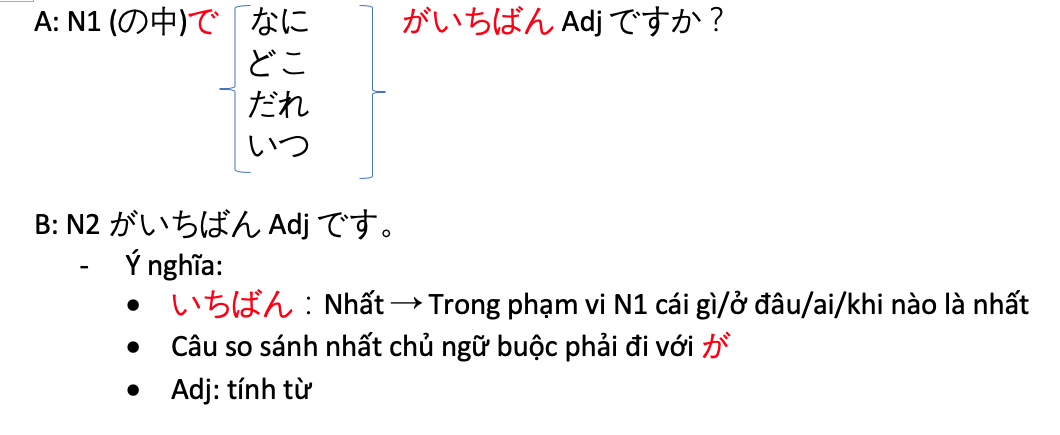 A: N1 (の中)で なに がいちばん Adj ですか？
どこ
だれ
いつ
B: N2 がいちばん Adj です。
- Ý nghĩa:
• いちばん：Nhất → Trong phạm vi N1 cái gì/ở đâu/ai/khi nào là nhất
• Câu so sánh nhất chủ ngữ buộc phải đi với が
• Adj: tính từ